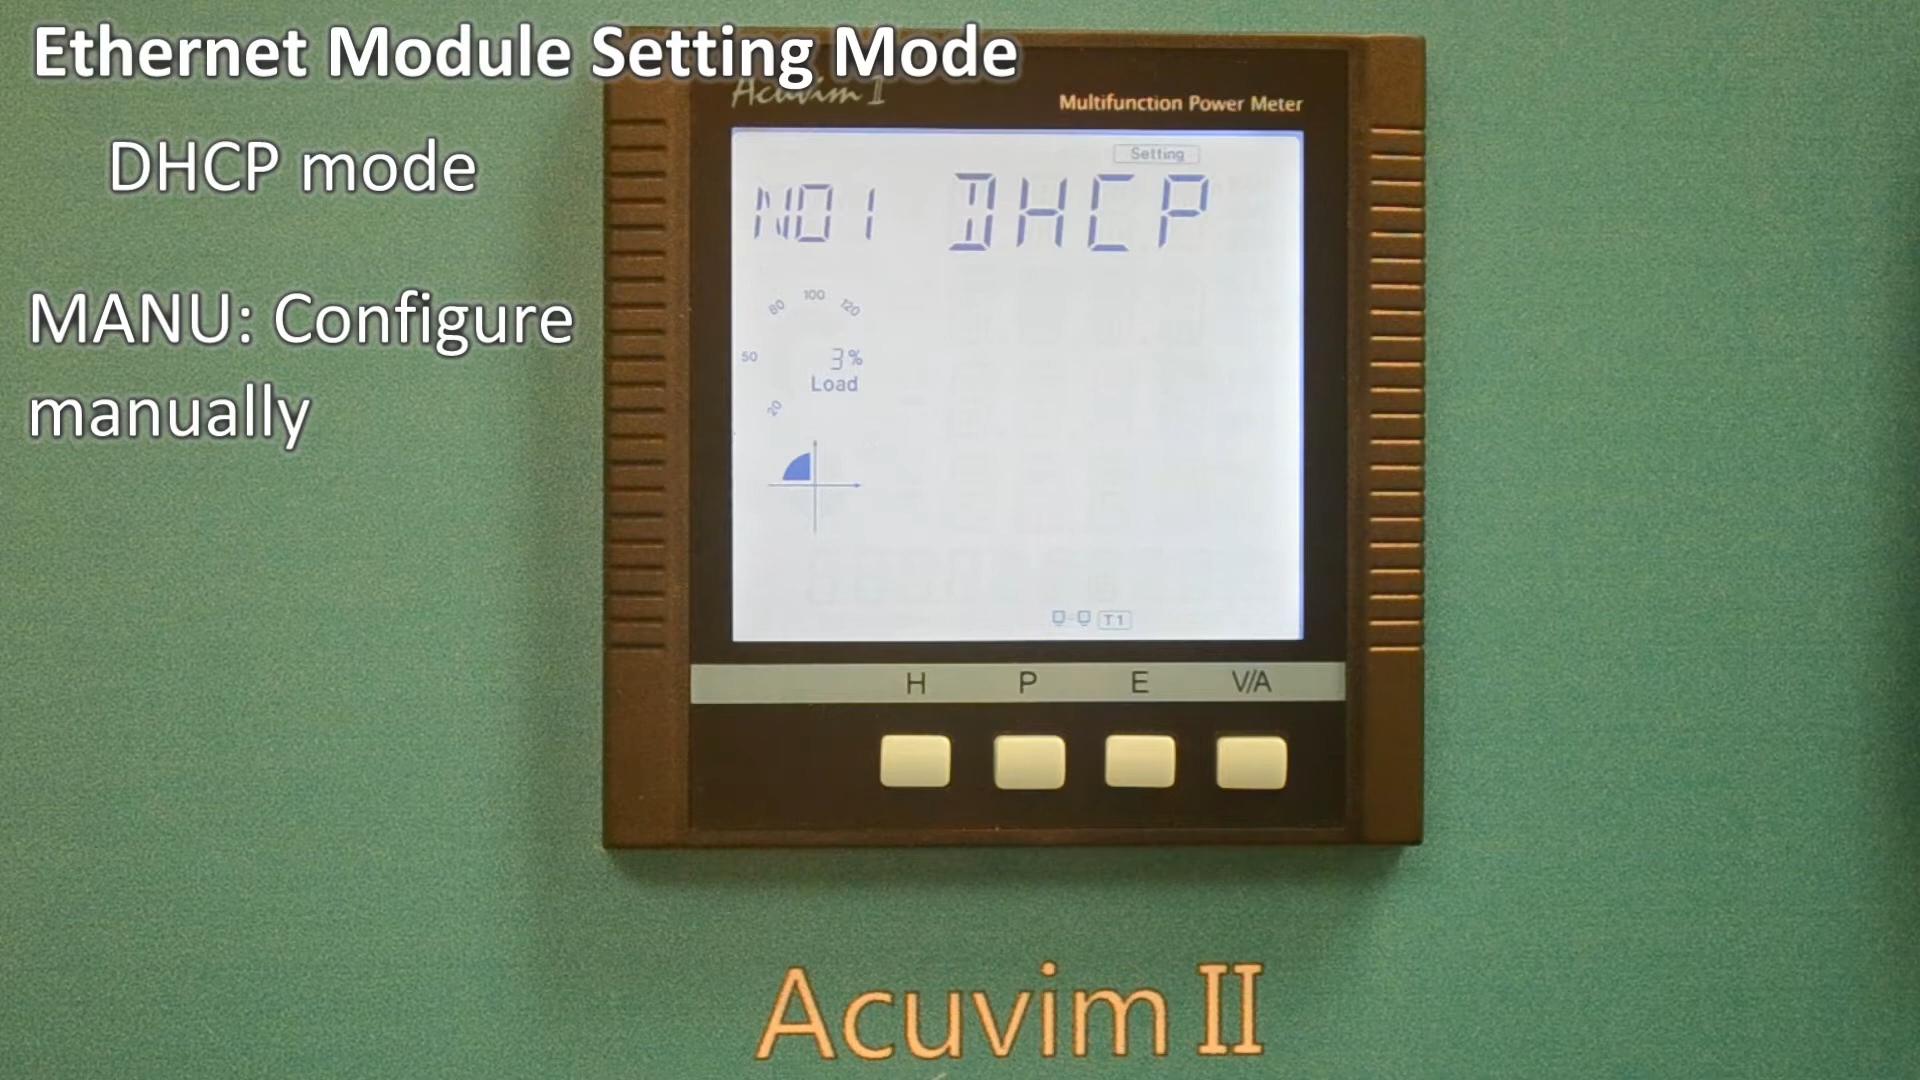 Ethernet Module Setting Mode
DHCP mode
MANU: Configure
manually
Acuvim II
Multifunction Power Meter
Setting
N01 DHCP
80 100 120
50
3%
Load
20
T1
H P E V/A
Acuvim II